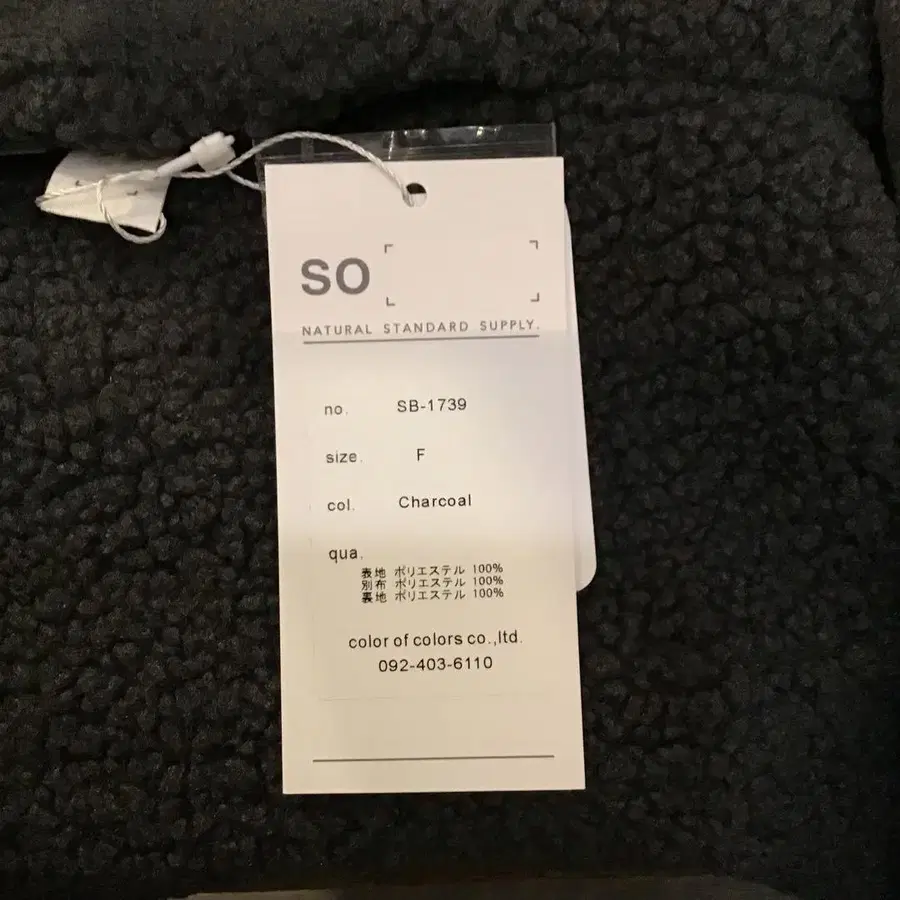 SO
NATURAL STANDARD SUPPLY.
no. SB-1739
size. F
col. Charcoal
qua.
表地 ポリエステル 100%
別布 ポリエステル 100%
裏地 ポリエステル 100%
color of colors co.,ltd.
092-403-6110